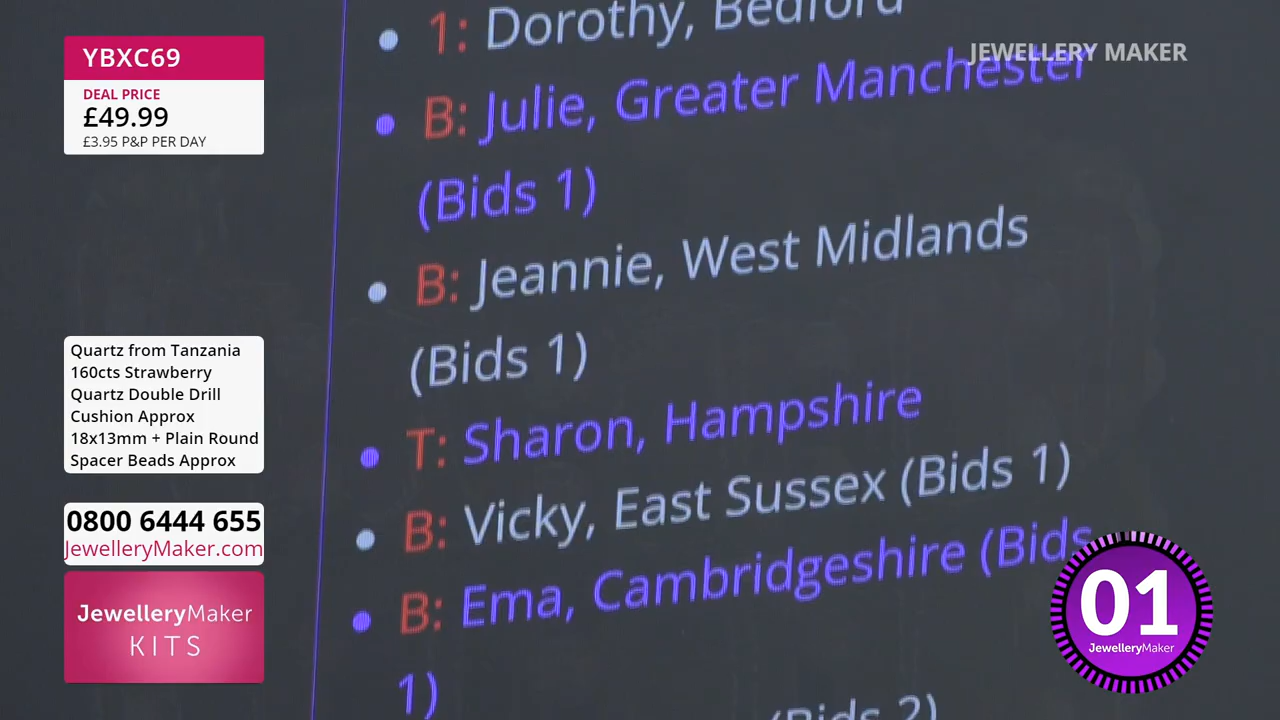 YBXC69
DEAL PRICE
£49.99
£3.95 P&P PER DAY
Quartz from Tanzania
160cts Strawberry
Quartz Double Drill
Cushion Approx
18x13mm + Plain Round
Spacer Beads Approx
0800 6444 655
JewelleryMaker.com
JewelleryMaker
KITS
JEWELLERY MAKER
1: Dorothy, Bedford
B: Julie, Greater Manchester
(Bids 1)
B: Jeannie, West Midlands
(Bids 1)
T: Sharon, Hampshire
B: Vicky, East Sussex (Bids 1)
B: Ema, Cambridgeshire (Bids
1)
(Bids 2)
01
JewelleryMaker